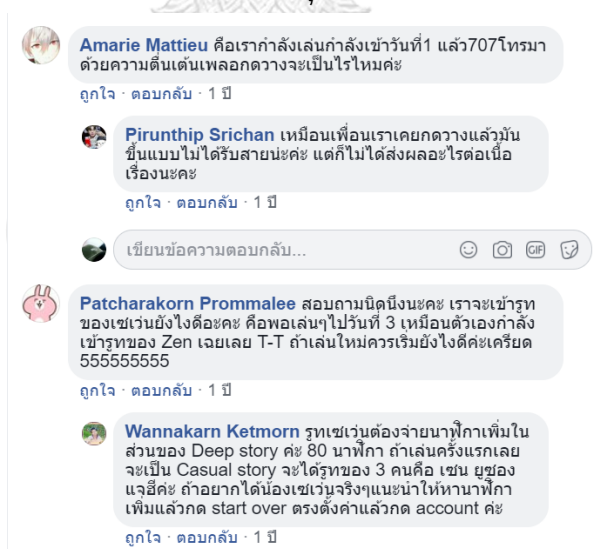 Amarie Mattieu คือเรากำลังเล่นกำลังเข้าวันที่1 แล้ว707โทรมา
ด้วยความตื่นเต้นเพลอกดวางจะเป็นไรไหมค่ะ
ถูกใจ · ตอบกลับ · 1 ปี
Pirunthip Srichan เหมือนเพื่อนเราเคยกดวางแล้วมัน
ขึ้นแบบไม่ได้รับสายน่ะค่ะ แต่ก็ไม่ได้ส่งผลอะไรต่อเนื้อ
เรื่องนะคะ
ถูกใจ · ตอบกลับ · 1 ปี
เขียนข้อความตอบกลับ...
GIF
Patcharakorn Prommalee สอบถามนิดนึงนะคะ เราจะเข้ารูท
ของเซเว่นยังไงดีอะคะ คือพอเล่นๆไปวันที่ 3 เหมือนตัวเองกำลัง
เข้ารูทของ Zen เฉยเลย T-T ถ้าเล่นใหม่ควรเริ่มยังไงดีค่ะเครียด
555555555
ถูกใจ · ตอบกลับ · 1 ปี
Wannakarn Ketmorn รูทเซเว่นต้องจ่ายนาฬิกาเพิ่มใน
ส่วนของ Deep story ค่ะ 80 นาฬิกา ถ้าเล่นครั้งแรกเลย
จะเป็น Casual story จะได้รูทของ 3 คนคือ เซน ยูซอง
แจฮีค่ะ ถ้าอยากได้น้องเซเว่นจริงๆแนะนำให้หานาฬิกา
เพิ่มแล้วกด start over ตรงตั้งค่าแล้วกด account ค่ะ
ถูกใจ · ตอบกลับ · 1 ปี